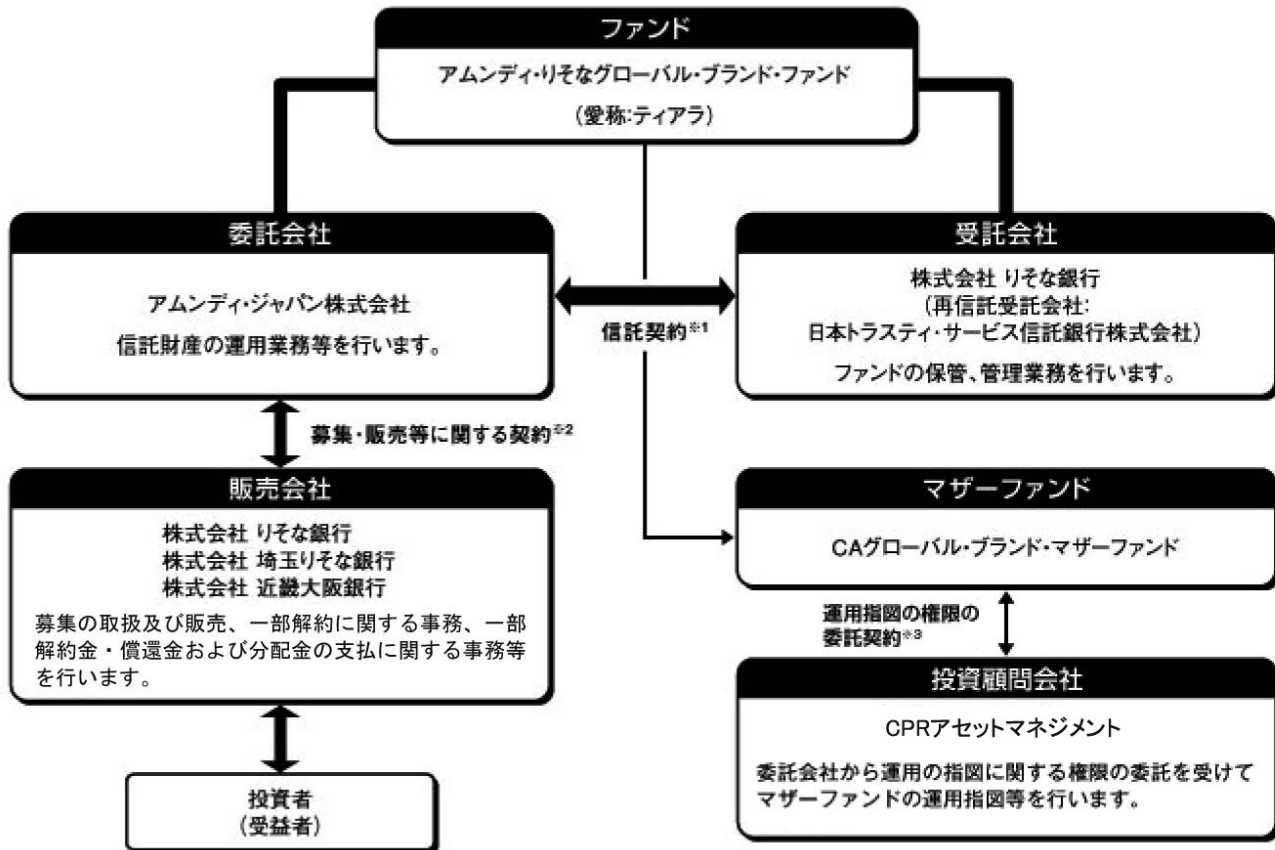 ファンド
アムンディ・りそなグローバル・ブランド・ファンド
(愛称:ティアラ)
委託会社
アムンディ・ジャパン株式会社
信託財産の運用業務等を行います。
信託契約※1
受託会社
株式会社 りそな銀行
(再信託受託会社:
日本トラスティ・サービス信託銀行株式会社)
ファンドの保管、管理業務を行います。
募集・販売等に関する契約※2
販売会社
株式会社 りそな銀行
株式会社 埼玉りそな銀行
株式会社 近畿大阪銀行
募集の取扱及び販売、一部解約に関する事務、一部
解約金・償還金および分配金の支払に関する事務等
を行います。
マザーファンド
CAグローバル・ブランド・マザーファンド
運用指図の権限の
委託契約※3
投資顧問会社
CPRアセットマネジメント
委託会社から運用の指図に関する権限の委託を受けて
マザーファンドの運用指図等を行います。
投資者
(受益者)